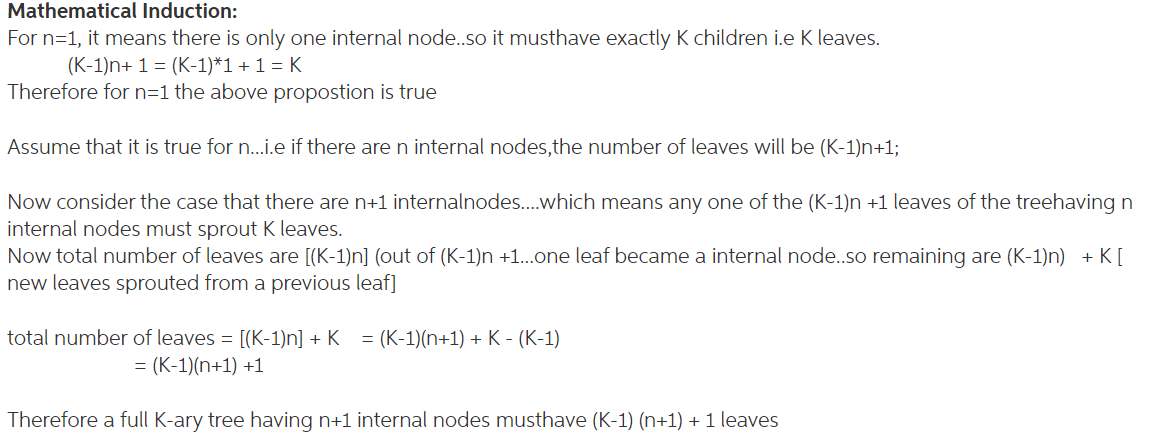 Mathematical Induction:
For n=1, it means there is only one internal node..so it musthave exactly K children i.e K leaves.
(K-1)n+ 1 = (K-1)*1 + 1 = K
Therefore for n=1 the above propostion is true
Assume that it is true for n...i.e if there are n internal nodes,the number of leaves will be (K-1)n+1;
Now consider the case that there are n+1 internalnodes....which means any one of the (K-1)n +1 leaves of the treehaving n
internal nodes must sprout K leaves.
Now total number of leaves are [(K-1)n] (out of (K-1)n +1...one leaf became a internal node..so remaining are (K-1)n) + K [
new leaves sprouted from a previous leaf]
total number of leaves = [(K-1)n] + K = (K-1)(n+1) + K - (K-1)
= (K-1)(n+1) +1
Therefore a full K-ary tree having n+1 internal nodes musthave (K-1) (n+1) + 1 leaves